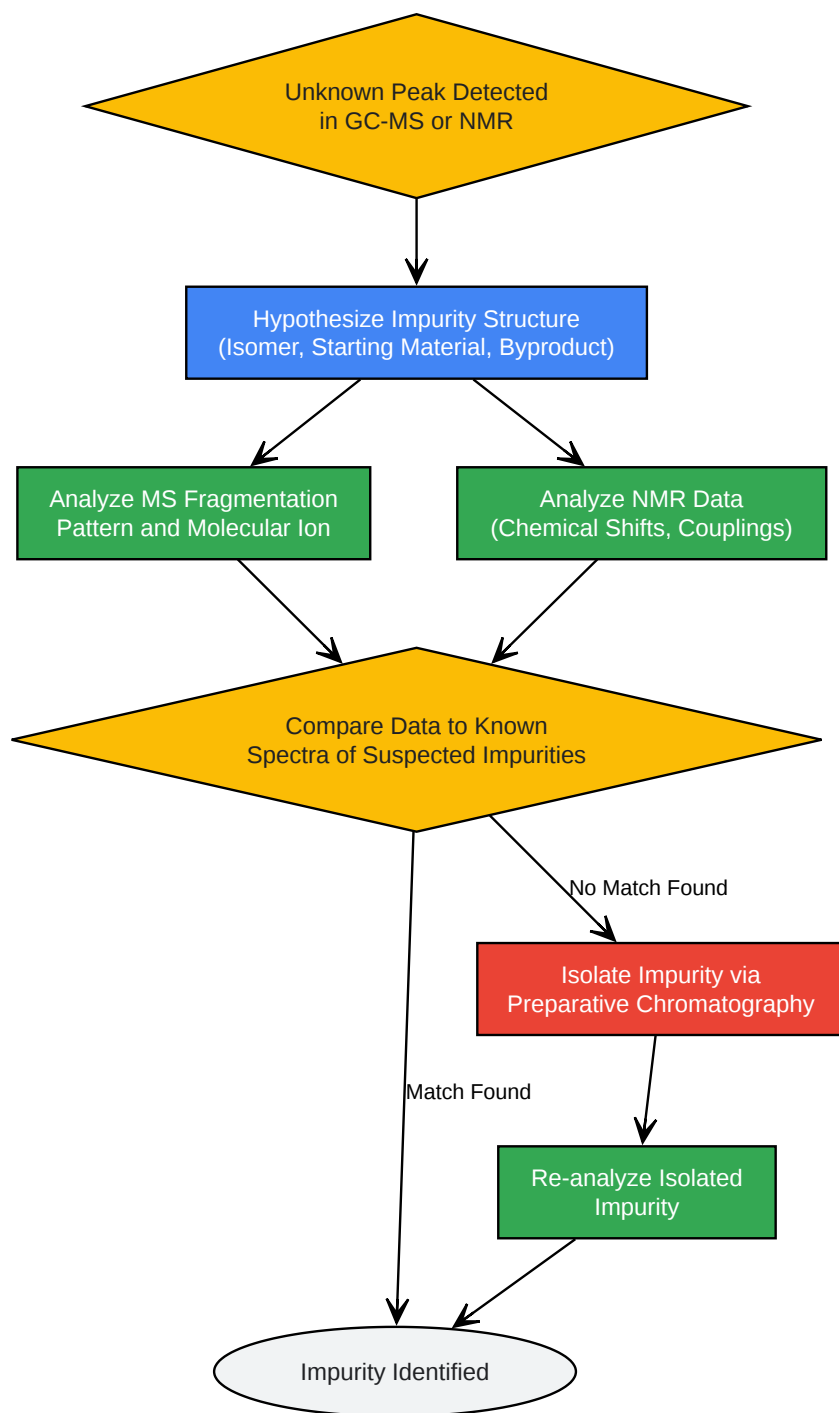 Unknown Peak Detected
in GC-MS or NMR
Hypothesize Impurity Structure
(Isomer, Starting Material, Byproduct)
Analyze MS Fragmentation
Pattern and Molecular Ion
Analyze NMR Data
(Chemical Shifts, Couplings)
Compare Data to Known
Spectra of Suspected Impurities
No Match Found
Isolate Impurity via
Preparative Chromatography
Match Found
Re-analyze Isolated
Impurity
Impurity Identified